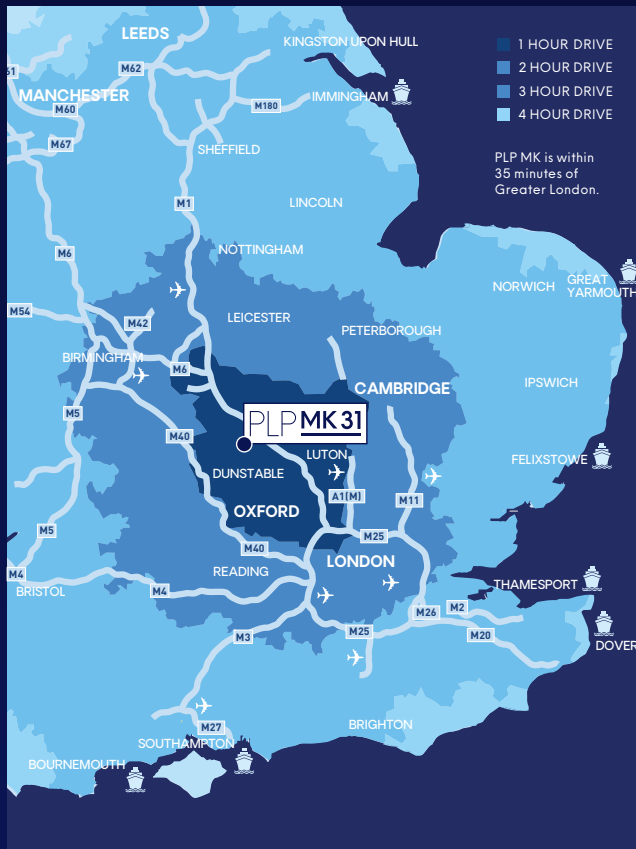 LEEDS
KINGSTON UPON HULL
1 HOUR DRIVE
2 HOUR DRIVE
3 HOUR DRIVE
4 HOUR DRIVE
61
M62
MANCHESTER
M60
M180
IMMINGHAM
M67
SHEFFIELD
PLP MK is within
35 minutes of
Greater London.
M1
LINCOLN
M6
NOTTINGHAM
NORWICH
GREAT
YARMOUTH
M54
M42
LEICESTER
PETERBOROUGH
BIRMINGHAM
M6
CAMBRIDGE
IPSWICH
M5
PLP MK 31
M40
LUTON
DUNSTABLE
FELIXSTOWE
A1(M)
M11
OXFORD
M5
M25
M40
LONDON
M4
READING
THAMESPORT
BRISTOL
M4
M26
M2
M3
M25
M20
DOVER
M27
BRIGHTON
SOUTHAMPTON
BOURNEMOUTH